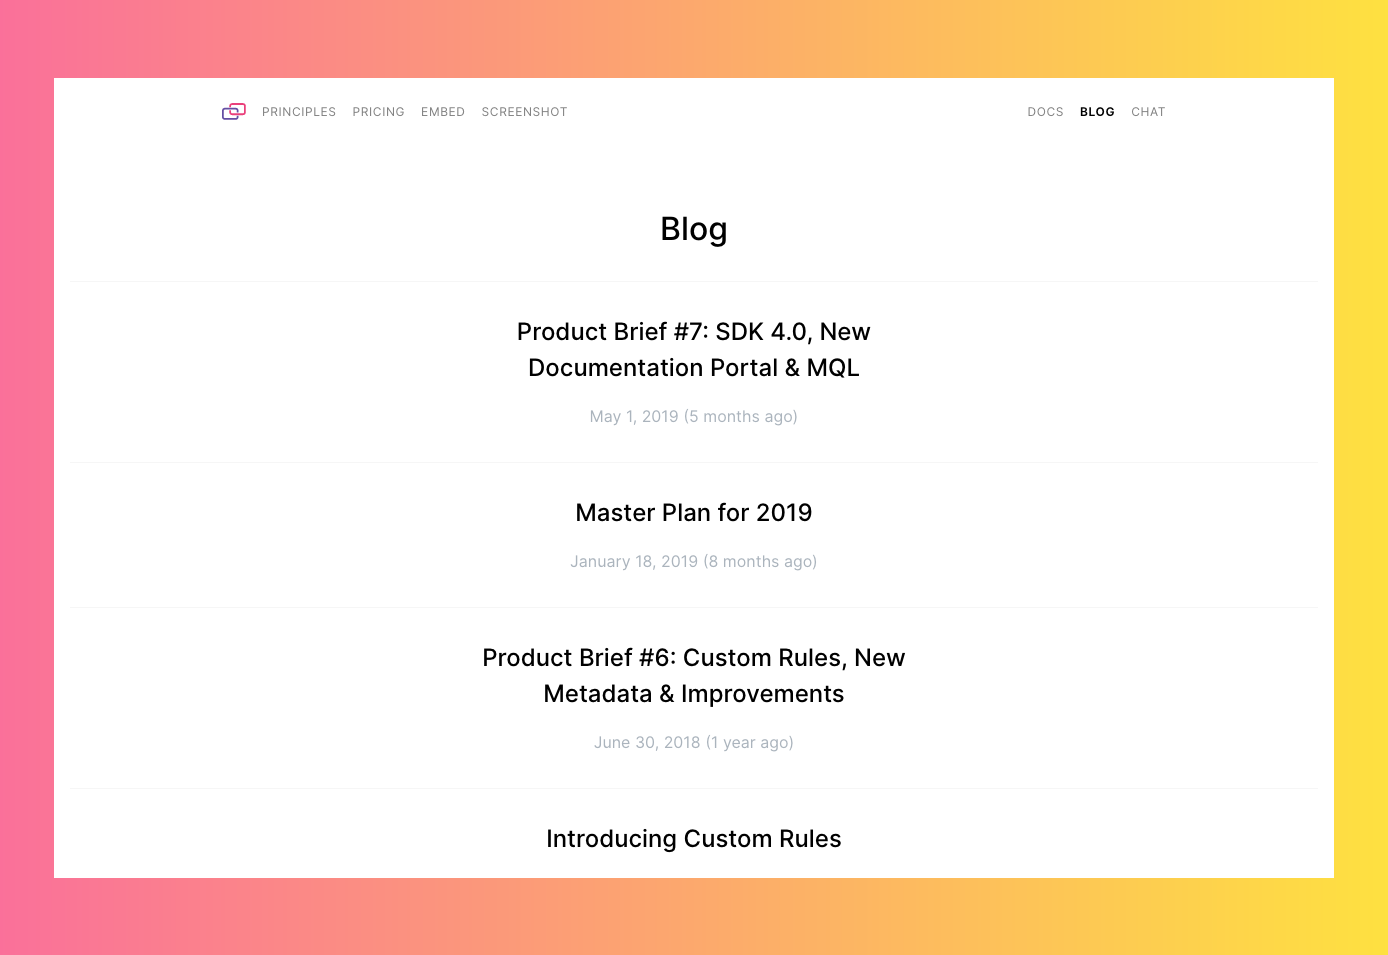 PRINCIPLES PRICING EMBED SCREENSHOT DOCS BLOG CHAT
Blog
Product Brief #7: SDK 4.0, New
Documentation Portal & MQL
May 1, 2019 (5 months ago)
Master Plan for 2019
January 18, 2019 (8 months ago)
Product Brief #6: Custom Rules, New
Metadata & Improvements
June 30, 2018 (1 year ago)
Introducing Custom Rules